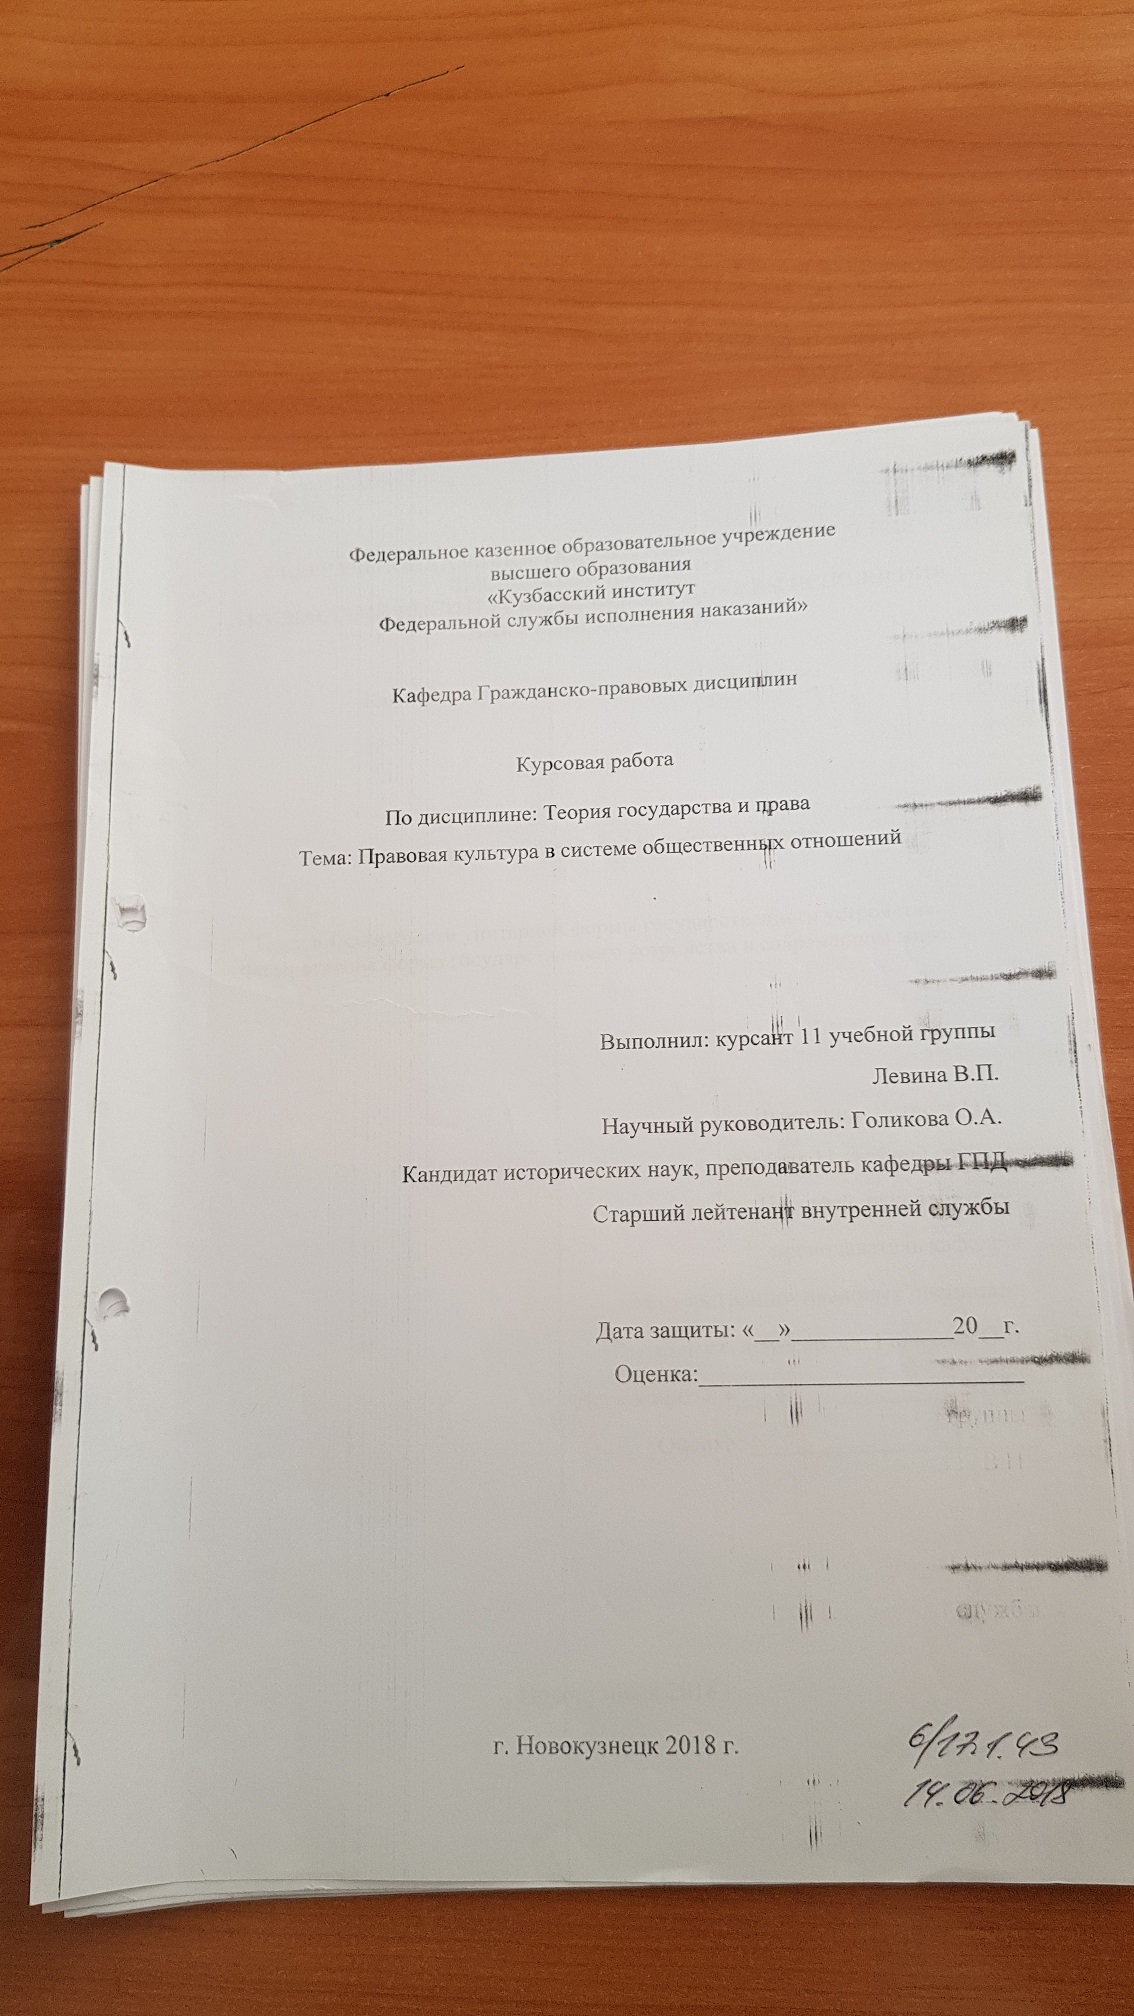 Федеральное казенное образовательное учреждение
высшего образования
«Кузбасский институт
Федеральной службы исполнения наказаний»
Кафедра Гражданско-правовых дисциплин
Курсовая работа
По дисциплине: Теория государства и права
Тема: Правовая культура в системе общественных отношений
Выполнил: курсант 11 учебной группы
Левина В.П.
Научный руководитель: Голикова О.А.
Кандидат исторических наук, преподаватель кафедры ГПД
Старший лейтенант внутренней службы
Дата защиты: «__»_____________20__г.
Оценка:__________________________
группы
службы
г. Новокузнецк 2018 г.
6/17.1.43
14.06.2018